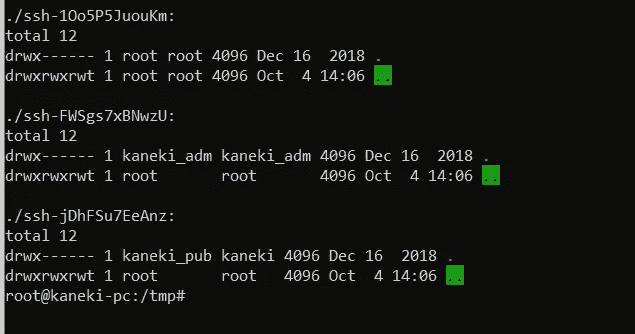 ./ssh-1Oo5P5JuouKm:
total 12
drwx------ 1 root root 4096 Dec 16  2018 .
drwxrwxrwt 1 root root 4096 Oct  4 14:06 ..
./ssh-FWSgs7xBNwzU:
total 12
drwx------ 1 kaneki_adm kaneki_adm 4096 Dec 16  2018 .
drwxrwxrwt 1 root       root       4096 Oct  4 14:06 ..
./ssh-jDhFSu7EeAnz:
total 12
drwx------ 1 kaneki_pub kaneki 4096 Dec 16  2018 .
drwxrwxrwt 1 root       root   4096 Oct  4 14:06 ..
root@kaneki-pc:/tmp#